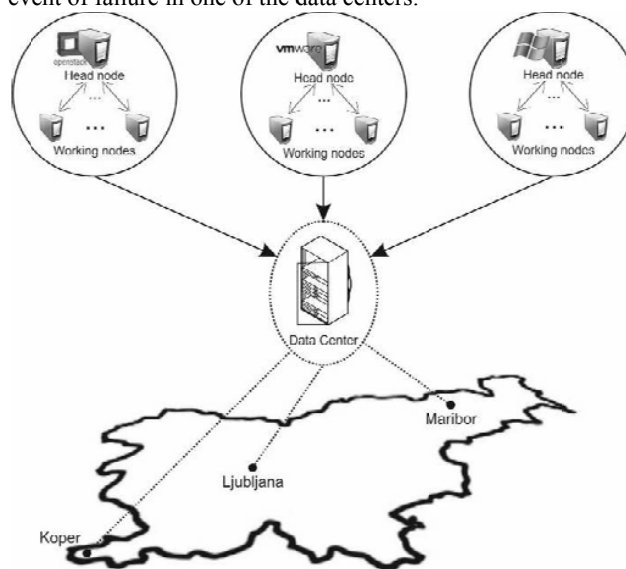 event of failure in one of the data centers.
openstack
vmware
Head node
Head node
Head node
...
...
...
...
...
...
Working nodes
Working nodes
Working nodes
Data Center
Maribor
Ljubljana
Koper